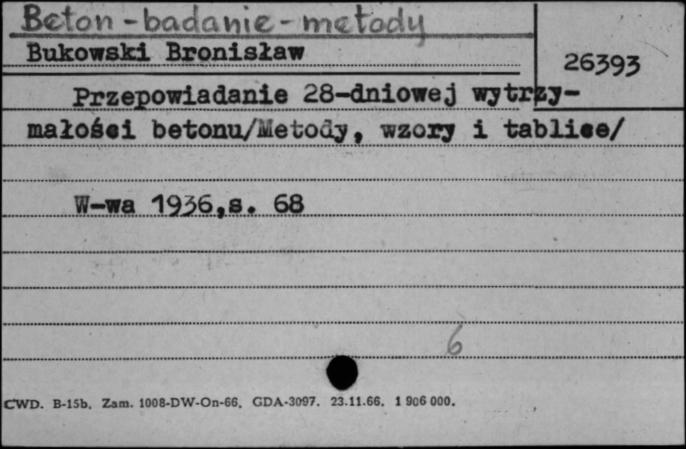 Beton - badanie - metody
Bukowski Bronisław
26393
Przepowiadanie 28-dniowej wytrzy-
małości betonu/Metody, wzory i tablice/
W-wa 1936,s. 68
6
CWD. B-15b. Zam. 1008-DW-On-66. GDA-3097. 23.11.66. 1 906 000.